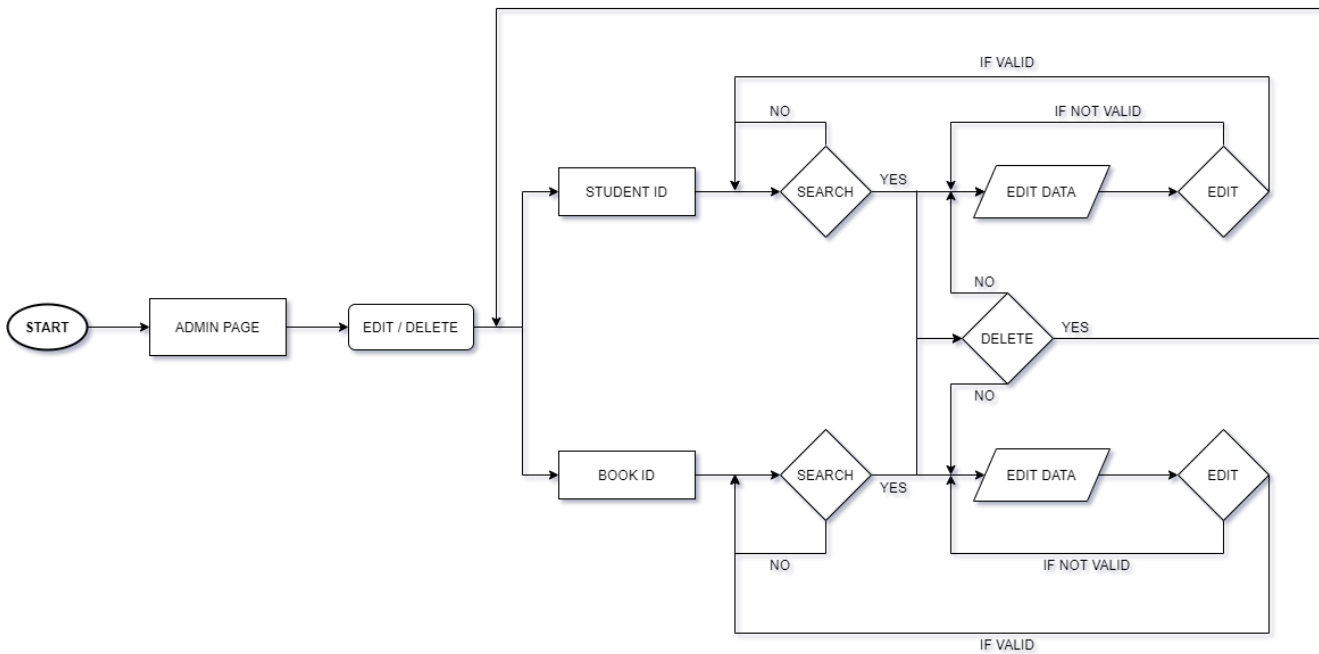 IF VALID
NO
IF NOT VALID
STUDENT ID
SEARCH
YES
EDIT DATA
EDIT
NO
START
ADMIN PAGE
EDIT / DELETE
DELETE
YES
NO
BOOK ID
SEARCH
YES
EDIT DATA
EDIT
NO
IF NOT VALID
IF VALID